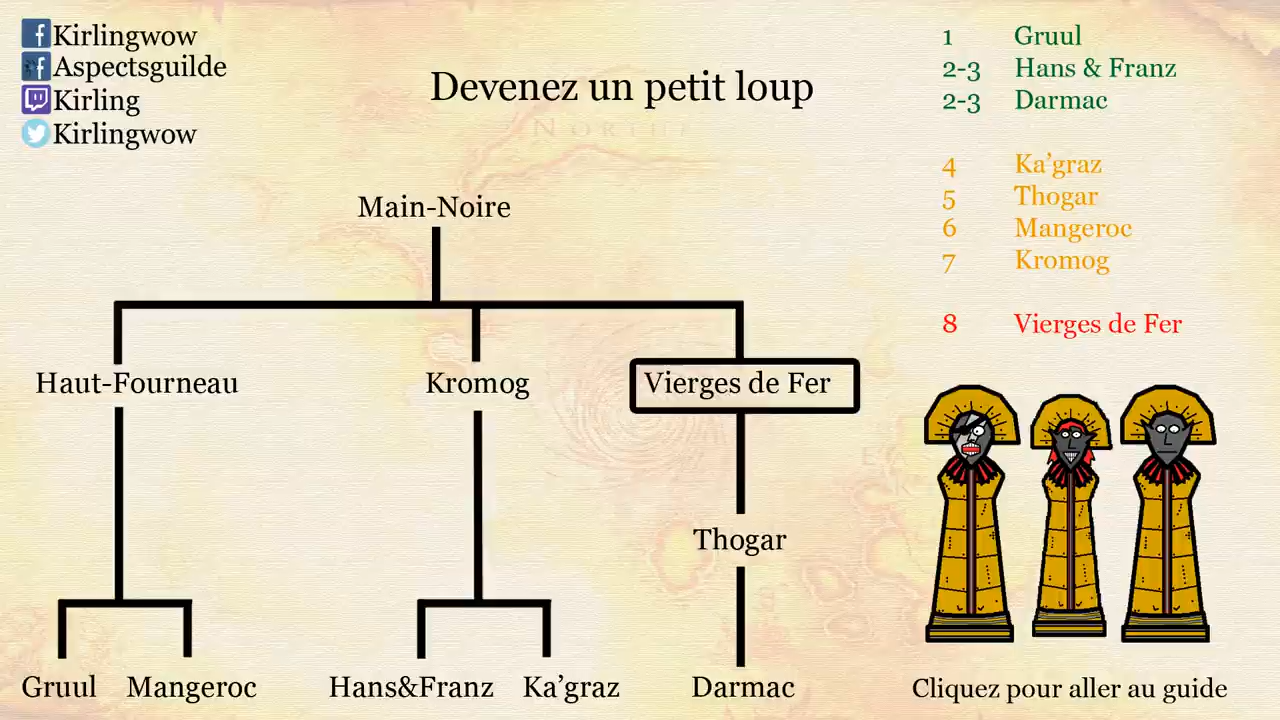 Kirlingwow
Aspectsguilde
Kirling
Kirlingwow
Devenez un petit loup
1 Gruul
2-3 Hans & Franz
2-3 Darmac
4 Ka’graz
5 Thogar
6 Mangeroc
7 Kromog
8 Vierges de Fer
Main-Noire
Haut-Fourneau Kromog Vierges de Fer
Thogar
Gruul Mangeroc Hans&Franz Ka’graz Darmac
Cliquez pour aller au guide